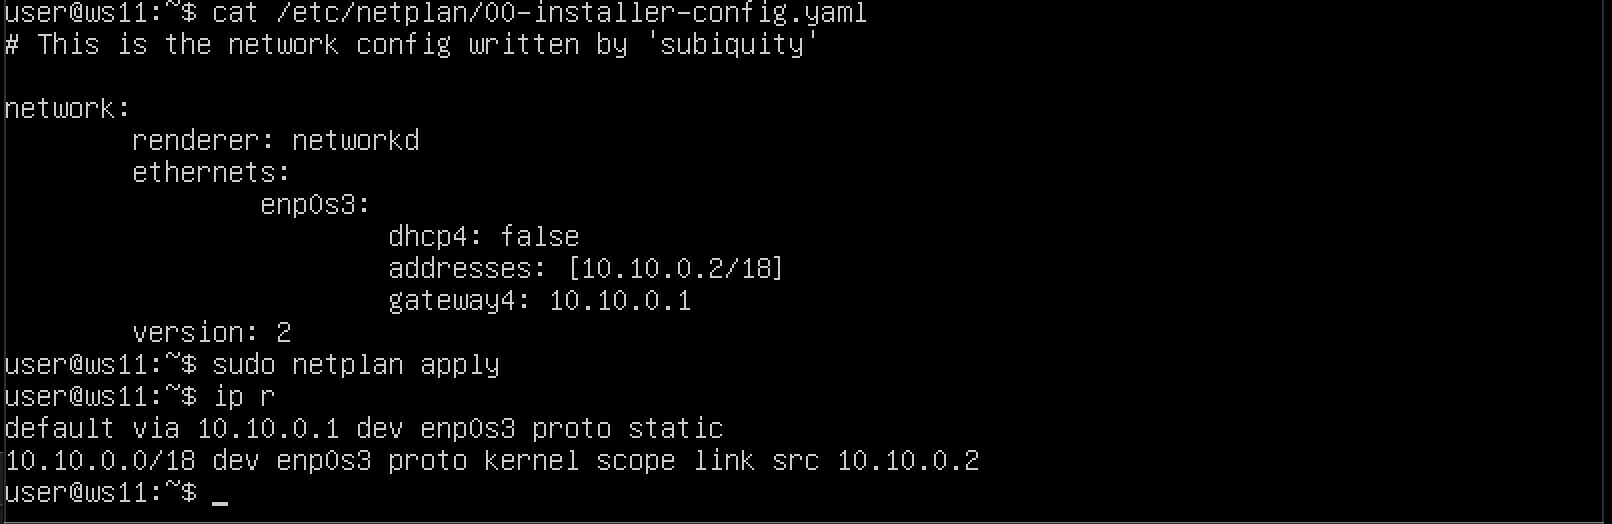 user@ws11:~$ cat /etc/netplan/00-installer-config.yaml
# This is the network config written by 'subiquity'

network:
        renderer: networkd
        ethernets:
                enp0s3:
                        dhcp4: false
                        addresses: [10.10.0.2/18]
                        gateway4: 10.10.0.1
        version: 2
user@ws11:~$ sudo netplan apply
user@ws11:~$ ip r
default via 10.10.0.1 dev enp0s3 proto static
10.10.0.0/18 dev enp0s3 proto kernel scope link src 10.10.0.2
user@ws11:~$ _